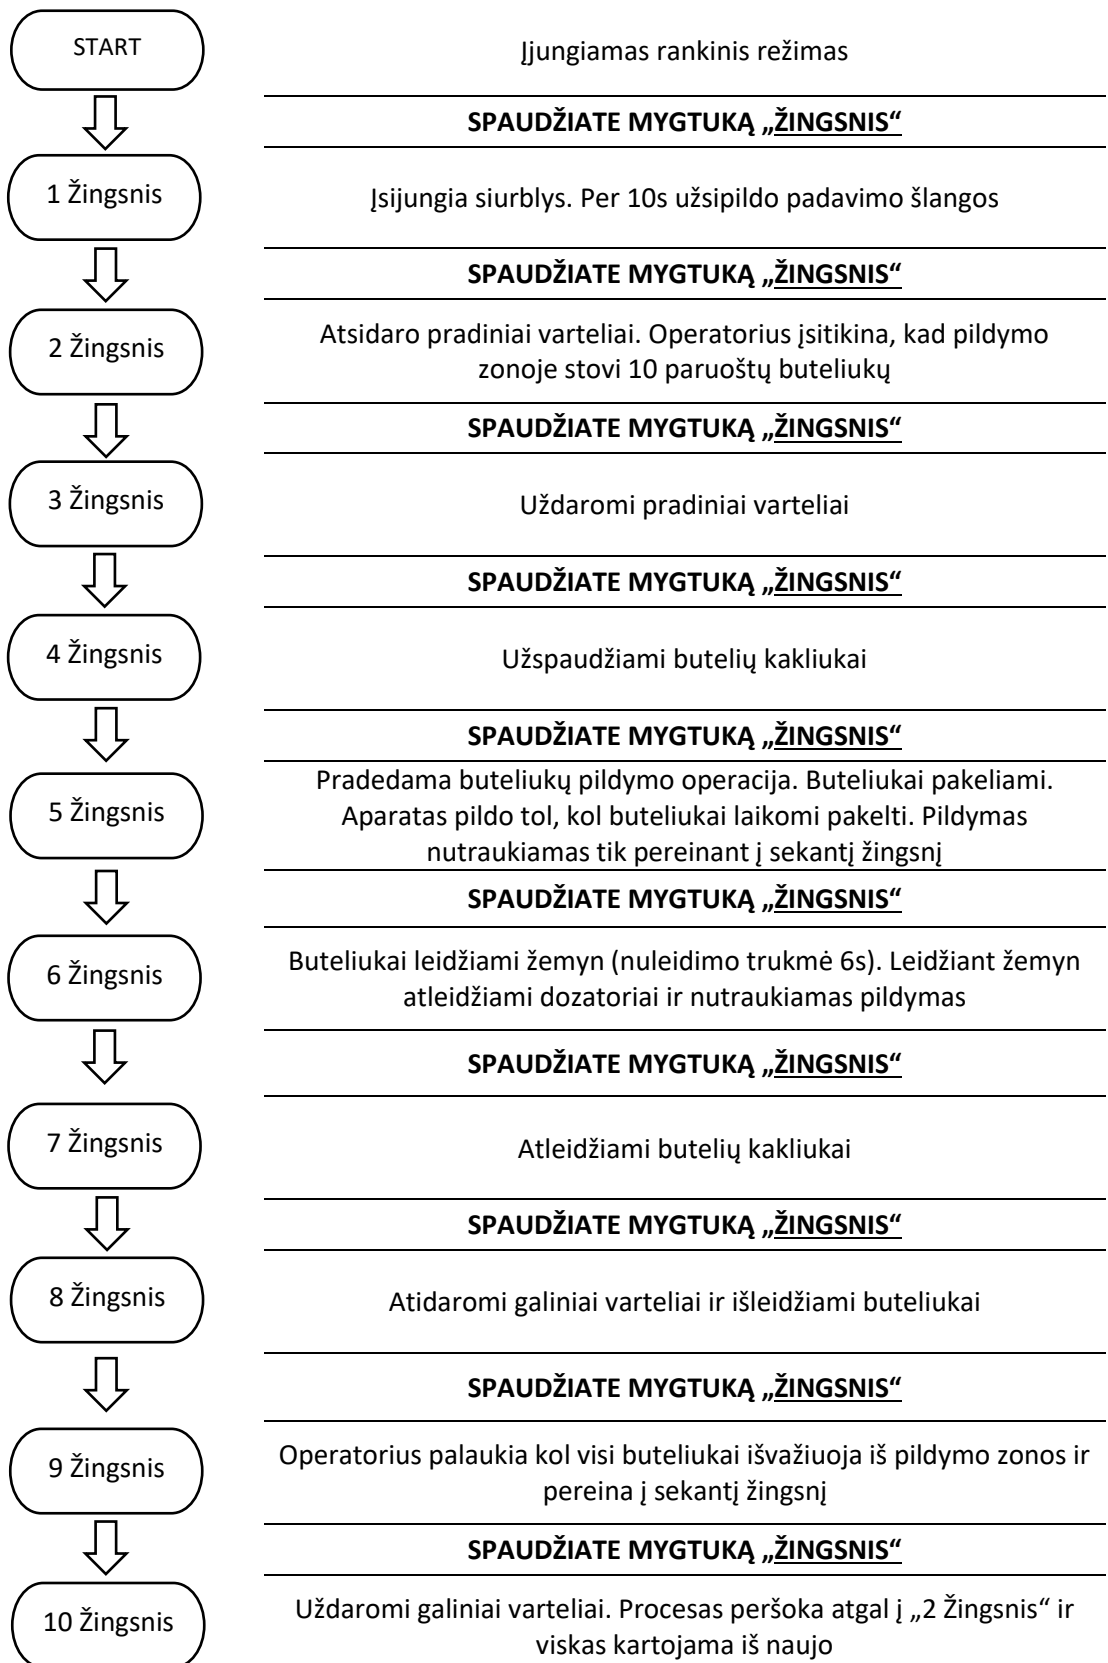 START
Įjungiamas rankinis režimas
SPAUDŽIATE MYGTUKĄ „ŽINGSNIS“
1 Žingsnis
Įsijungia siurblys. Per 10s užsipildo padavimo šlangos
SPAUDŽIATE MYGTUKĄ „ŽINGSNIS“
2 Žingsnis
Atsidaro pradiniai varteliai. Operatorius įsitikina, kad pildymo
zonoje stovi 10 paruoštų buteliukų
SPAUDŽIATE MYGTUKĄ „ŽINGSNIS“
3 Žingsnis
Uždaromi pradiniai varteliai
SPAUDŽIATE MYGTUKĄ „ŽINGSNIS“
4 Žingsnis
Užspaudžiami butelių kakliukai
SPAUDŽIATE MYGTUKĄ „ŽINGSNIS“
5 Žingsnis
Pradedama buteliukų pildymo operacija. Buteliukai pakeliami.
Aparatas pildo tol, kol buteliukai laikomi pakelti. Pildymas
nutraukiamas tik pereinant į sekantį žingsnį
SPAUDŽIATE MYGTUKĄ „ŽINGSNIS“
6 Žingsnis
Buteliukai leidžiami žemyn (nuleidimo trukmė 6s). Leidžiant žemyn
atleidžiami dozatoriai ir nutraukiamas pildymas
SPAUDŽIATE MYGTUKĄ „ŽINGSNIS“
7 Žingsnis
Atleidžiami butelių kakliukai
SPAUDŽIATE MYGTUKĄ „ŽINGSNIS“
8 Žingsnis
Atidaromi galiniai varteliai ir išleidžiami buteliukai
SPAUDŽIATE MYGTUKĄ „ŽINGSNIS“
9 Žingsnis
Operatorius palaukia kol visi buteliukai išvažiuoja iš pildymo zonos ir
pereina į sekantį žingsnį
SPAUDŽIATE MYGTUKĄ „ŽINGSNIS“
10 Žingsnis
Uždaromi galiniai varteliai. Procesas peršoka atgal į „2 Žingsnis“ ir
viskas kartojama iš naujo